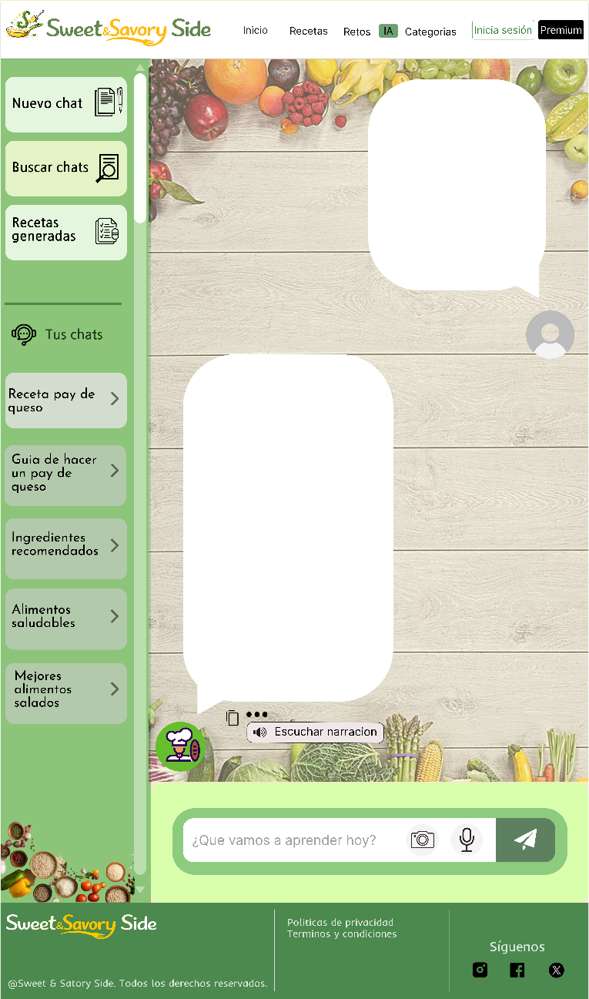 Sweet & Savory Side
Inicio
Recetas
Retos
IA
Categorias
Inicia sesión
Premium
Nuevo chat
Buscar chats
Recetas
generadas
Tus chats
Receta pay de
queso
Guia de hacer
un pay de
queso
Ingredientes
recomendados
Alimentos
saludables
Mejores
alimentos
salados
Escuchar narracion
¿Que vamos a aprender hoy?
Sweet & Savory Side
@Sweet & Satory Side. Todos los derechos reservados.
Politicas de privacidad
Terminos y condiciones
Síguenos